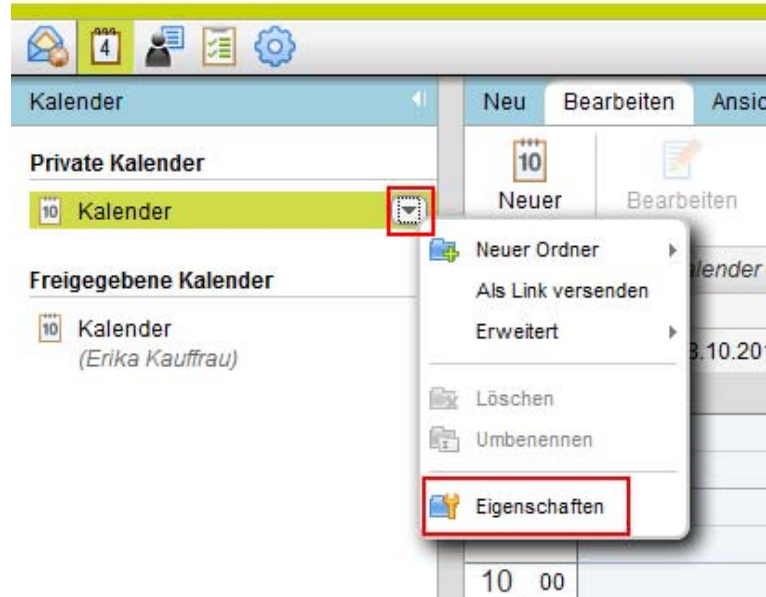 4
Kalender
Neu Bearbeiten
Private Kalender
10 Kalender
10
Neuer
Bearbeiten
Neuer Ordner
Als Link versenden
Erweitert
Löschen
Umbenennen
Eigenschaften
Freigegebene Kalender
10 Kalender
(Erika Kauffrau)
10 00